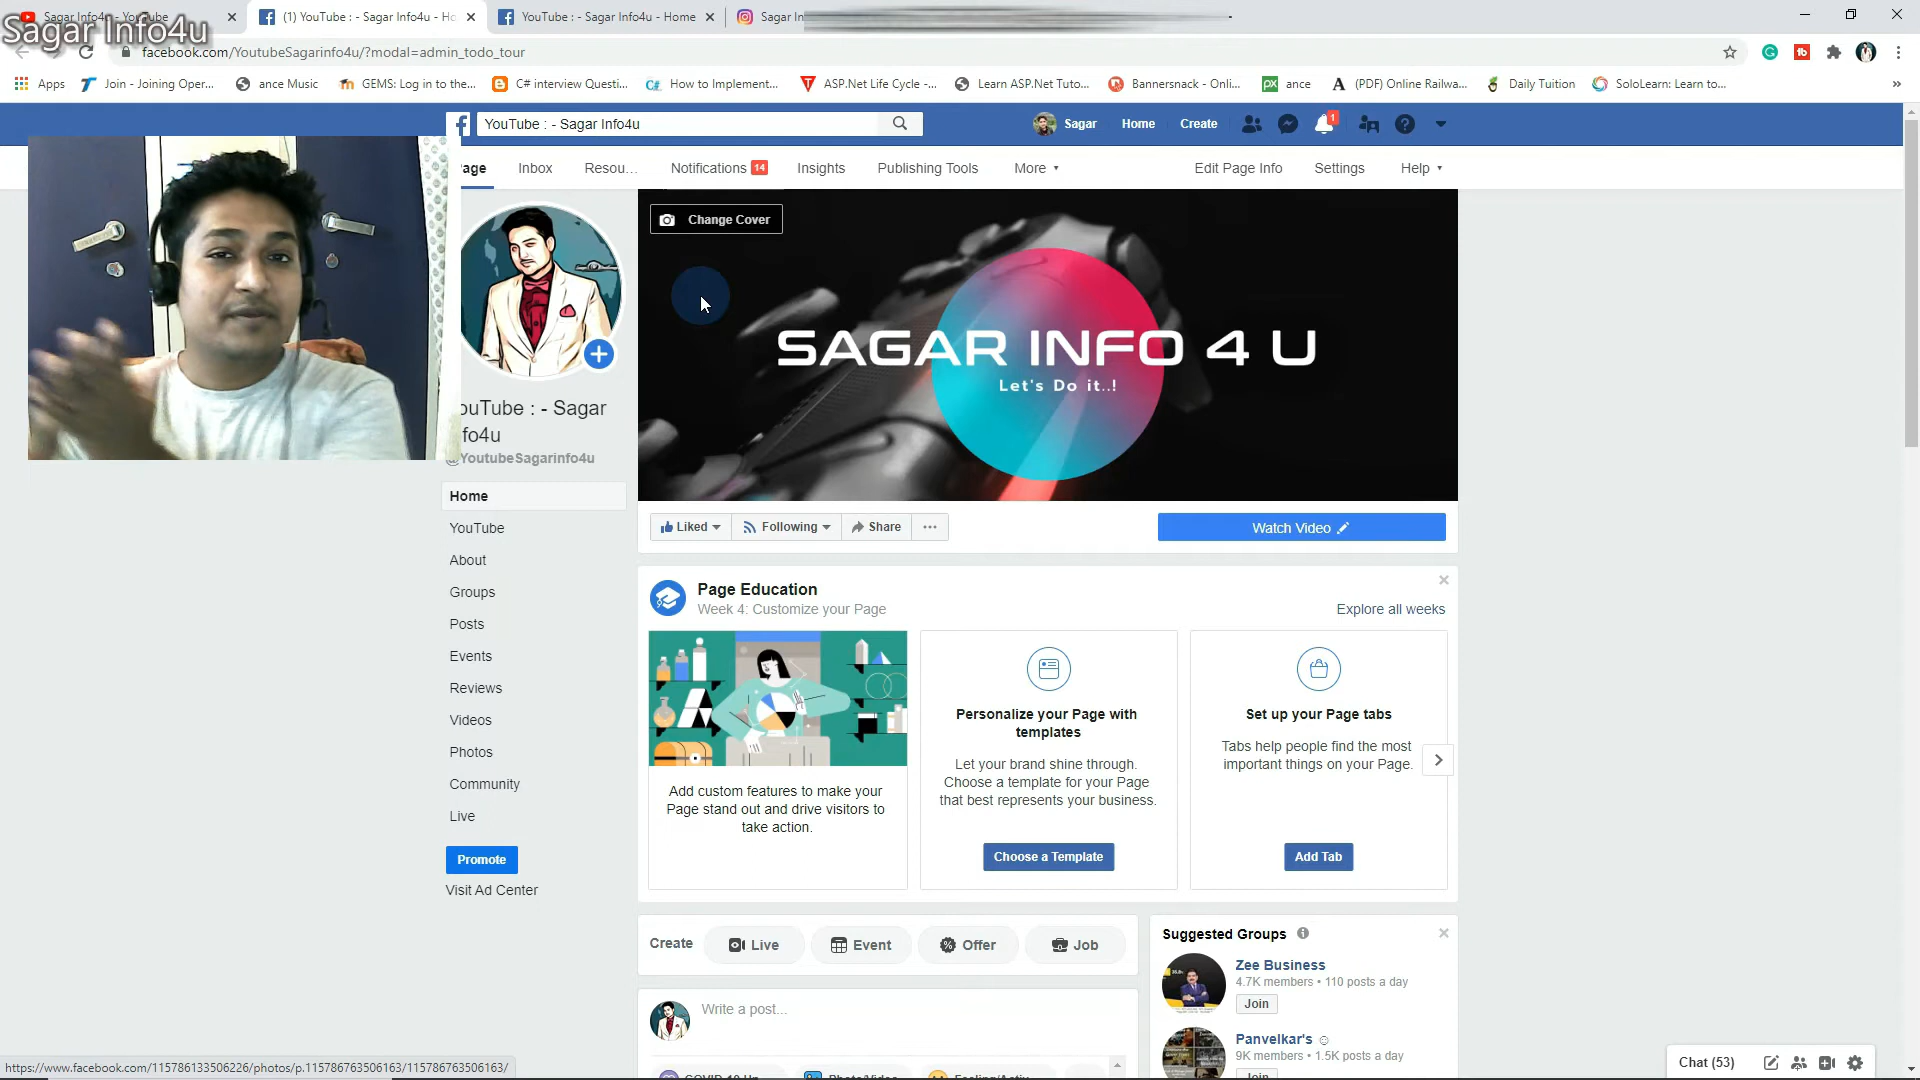 Sagar Info4u - YouTube
(1) YouTube : - Sagar Info4u - Ho
YouTube : - Sagar Info4u - Home
Sagar In
Sagar Info4u
facebook.com/YoutubeSagarinfo4u/?modal=admin_todo_tour
Apps
Join - Joining Oper...
ance Music
GEMS: Log in to the...
C# interview Questi...
How to Implement...
ASP.Net Life Cycle -...
Learn ASP.Net Tuto...
Bannersnack - Onli...
ance
(PDF) Online Railwa...
Daily Tuition
SoloLearn: Learn to...
YouTube : - Sagar Info4u
Sagar
Home
Create
1
age
Inbox
Resou...
Notifications 14
Insights
Publishing Tools
More
Edit Page Info
Settings
Help
Change Cover
SAGAR INFO 4 U
Let's Do it..!
ouTube : - Sagar
fo4u
@YoutubeSagarinfo4u
Home
YouTube
About
Groups
Posts
Events
Reviews
Videos
Photos
Community
Live
Promote
Visit Ad Center
Liked
Following
Share
Watch Video
Page Education
Week 4: Customize your Page
Explore all weeks
Add custom features to make your
Page stand out and drive visitors to
take action.
Personalize your Page with
templates
Let your brand shine through.
Choose a template for your Page
that best represents your business.
Choose a Template
Set up your Page tabs
Tabs help people find the most
important things on your Page.
Add Tab
Create
Live
Event
Offer
Job
Write a post...
Photo/Video
Suggested Groups
Zee Business
4.7K members • 110 posts a day
Join
Panvelkar's ☺
9K members • 1.5K posts a day
Join
Chat (53)
https://www.facebook.com/115786133506226/photos/p.115786763506163/115786763506163/